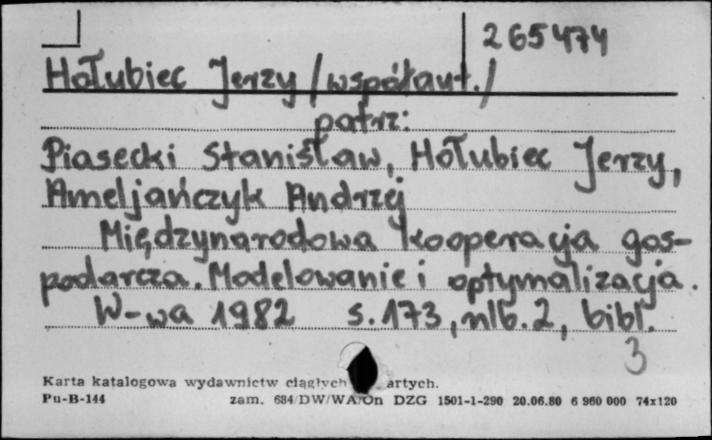 265474
Hołubiec Jerzy /współaut./
patrz:
Piasecki Stanisław, Hołubiec Jerzy,
Ameljańczyk Andrzej
Międzynarodowa kooperacja gos-
podarcza. Modelowanie i optymalizacja.
W-wa 1982 s. 173, nlb. 2, bibl.
3
Karta katalogowa wydawnictw ciągłych artych.
Pu-B-144 zam. 684/DW/WA/On DZG 1501-1-290 20.06.80 6 960 000 74x120